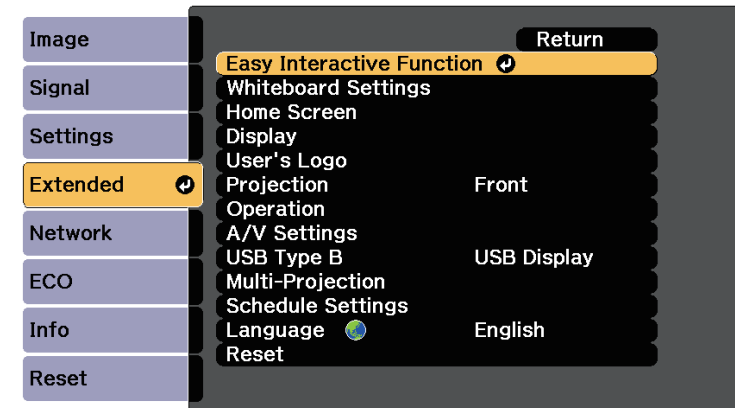 Image
Signal
Settings
Extended
Network
ECO
Info
Reset
Return
Easy Interactive Function
Whiteboard Settings
Home Screen
Display
User's Logo
Projection Front
Operation
A/V Settings
USB Type B USB Display
Multi-Projection
Schedule Settings
Language English
Reset